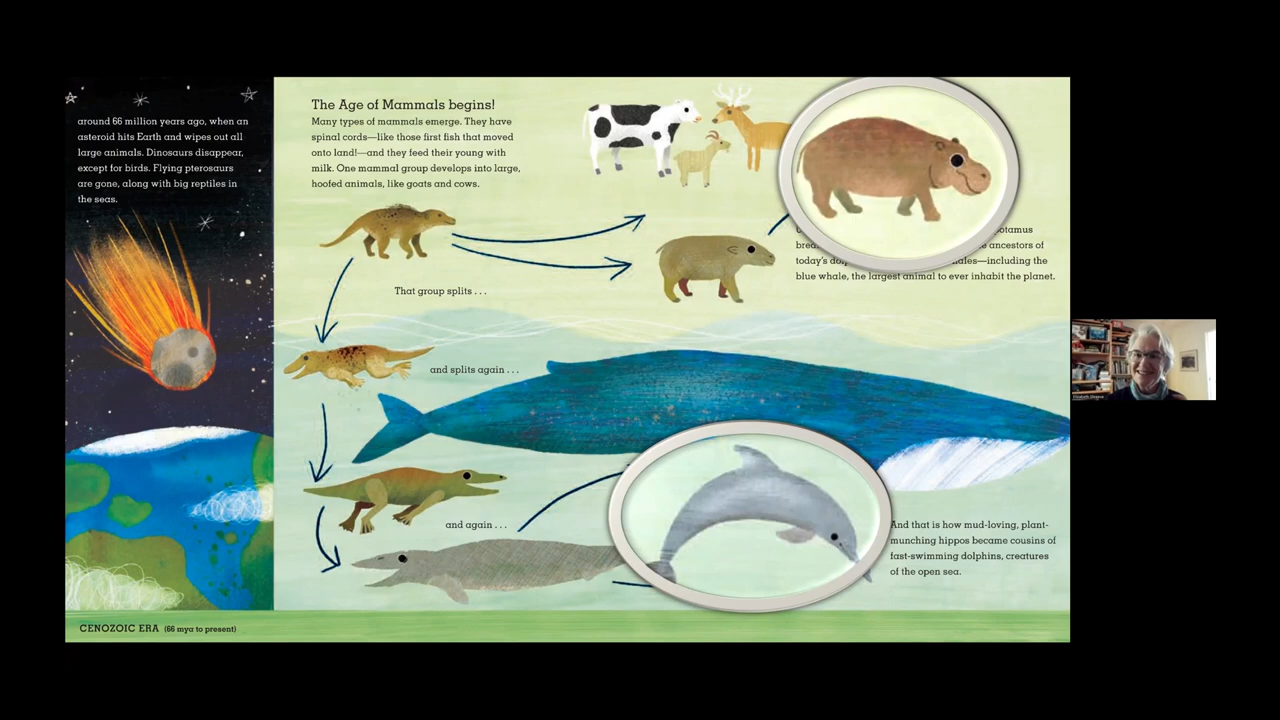 around 66 million years ago, when an
asteroid hits Earth and wipes out all
large animals. Dinosaurs disappear,
except for birds. Flying pterosaurs
are gone, along with big reptiles in
the seas.
The Age of Mammals begins!
Many types of mammals emerge. They have
spinal cords—like those first fish that moved
onto land!—and they feed their young with
milk. One mammal group develops into large,
hoofed animals, like goats and cows.
That group splits . . .
ancestors of
today's
blue whale, the largest animal to ever inhabit the planet.
and splits again . . .
and again . . .
And that is how mud-loving, plant-
munching hippos became cousins of
fast-swimming dolphins, creatures
of the open sea.
CENOZOIC ERA (66 mya to present)